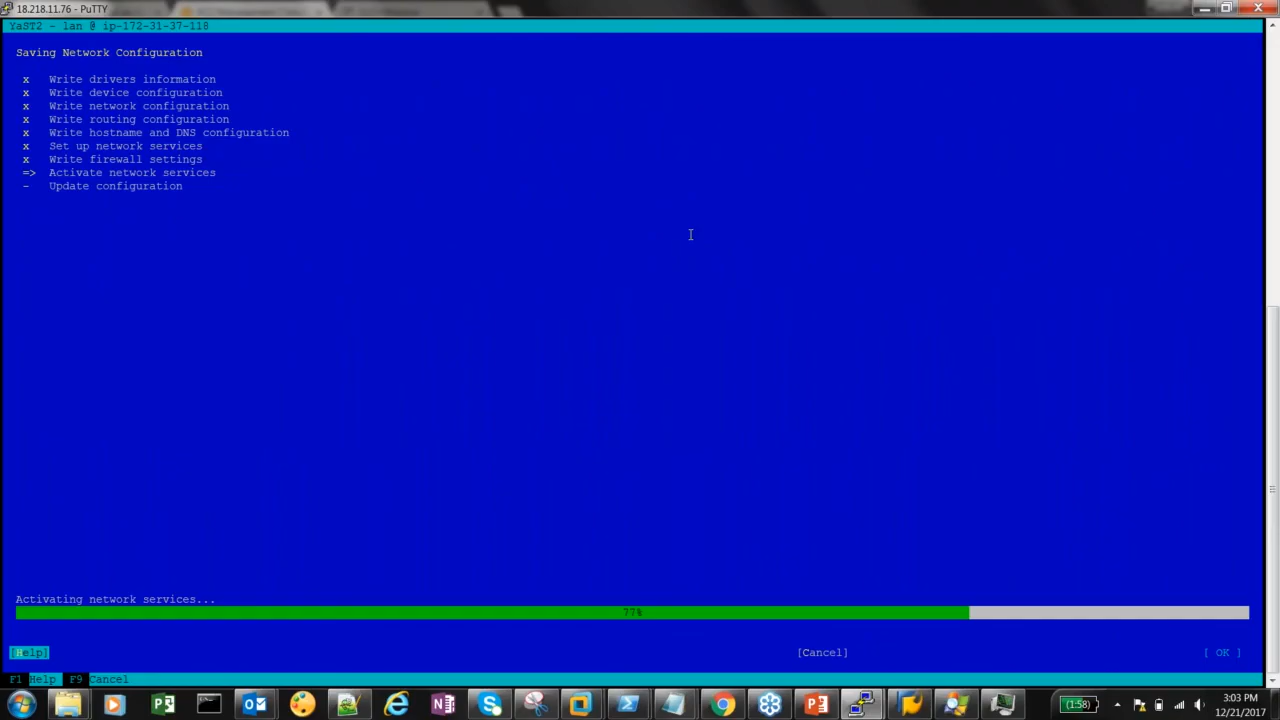 18.218.11.76 - PuTTY
YaST2 - lan @ ip-172-31-37-118
Saving Network Configuration
x Write drivers information
x Write device configuration
x Write network configuration
x Write routing configuration
x Write hostname and DNS configuration
x Set up network services
x Write firewall settings
=> Activate network services
- Update configuration
Activating network services...
77%
[Help] [Cancel] [ OK ]
F1 Help F9 Cancel
(1:58) 3:03 PM
12/21/2017